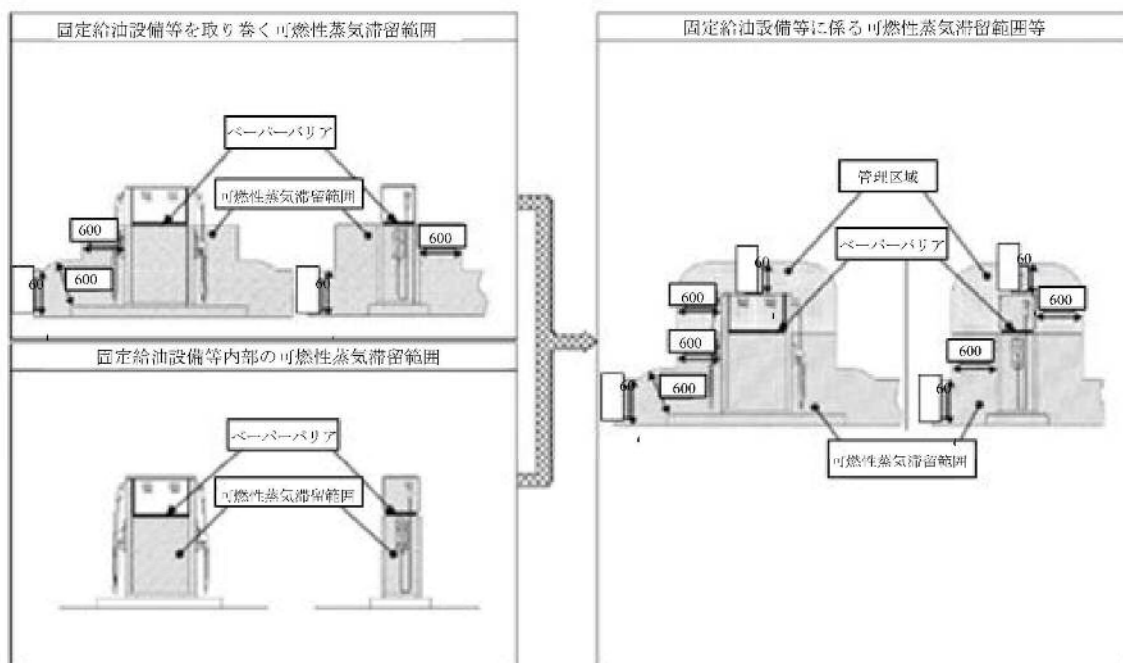 固定給油設備等を取り巻く可燃性蒸気滞留範囲
ベーパーバリア
可燃性蒸気滞留範囲
600
600
600
60
60
固定給油設備等内部の可燃性蒸気滞留範囲
ベーパーバリア
可燃性蒸気滞留範囲
固定給油設備等に係る可燃性蒸気滞留範囲等
管理区域
ベーパーバリア
60
60
600
600
600
600
600
60
60
可燃性蒸気滞留範囲